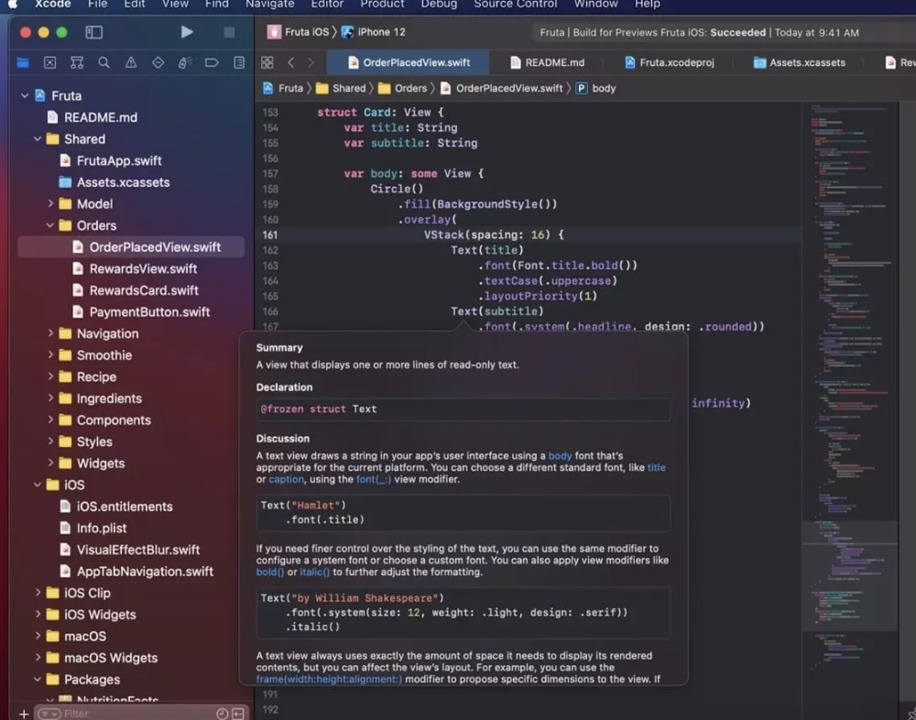 Xcode File Edit View Find Navigate Editor Product Debug Source Control Window Help
Fruta iOS iPhone 12
Fruta | Build for Previews Fruta iOS: Succeeded | Today at 9:41 AM
OrderPlacedView.swift README.md Fruta.xcodeproj Assets.xcassets Rew
Fruta Shared Orders OrderPlacedView.swift P body
Fruta
README.md
Shared
FrutaApp.swift
Assets.xcassets
Model
Orders
OrderPlacedView.swift
RewardsView.swift
RewardsCard.swift
PaymentButton.swift
Navigation
Smoothie
Recipe
Ingredients
Components
Styles
Widgets
iOS
iOS.entitlements
Info.plist
VisualEffectBlur.swift
AppTabNavigation.swift
iOS Clip
iOS Widgets
macOS
macOS Widgets
Packages
NutritionFacts
Filter
153 struct Card: View {
154 var title: String
155 var subtitle: String
156
157 var body: some View {
158 Circle()
159 .fill(BackgroundStyle())
160 .overlay(
161 VStack(spacing: 16) {
162 Text(title)
163 .font(Font.title.bold())
164 .textCase(.uppercase)
165 .layoutPriority(1)
166 Text(subtitle)
167 .font(.system(.headline, design: .rounded))
infinity)
Summary
A view that displays one or more lines of read-only text.
Declaration
@frozen struct Text
Discussion
A text view draws a string in your app's user interface using a body font that's
appropriate for the current platform. You can choose a different standard font, like title
or caption, using the font(_:) view modifier.
Text("Hamlet")
.font(.title)
If you need finer control over the styling of the text, you can use the same modifier to
configure a system font or choose a custom font. You can also apply view modifiers like
bold() or italic() to further adjust the formatting.
Text("by William Shakespeare")
.font(.system(size: 12, weight: .light, design: .serif))
.italic()
A text view always uses exactly the amount of space it needs to display its rendered
contents, but you can affect the view's layout. For example, you can use the
frame(width:height:alignment:) modifier to propose specific dimensions to the view. If
191
192